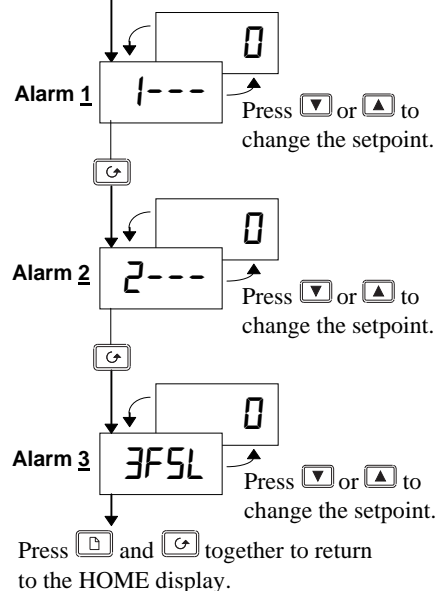 0
Alarm 1
1---
Press ▼ or ▲ to
change the setpoint.
0
Alarm 2
2---
Press ▼ or ▲ to
change the setpoint.
0
Alarm 3
3FSL
Press ▼ or ▲ to
change the setpoint.
Press and together to return
to the HOME display.